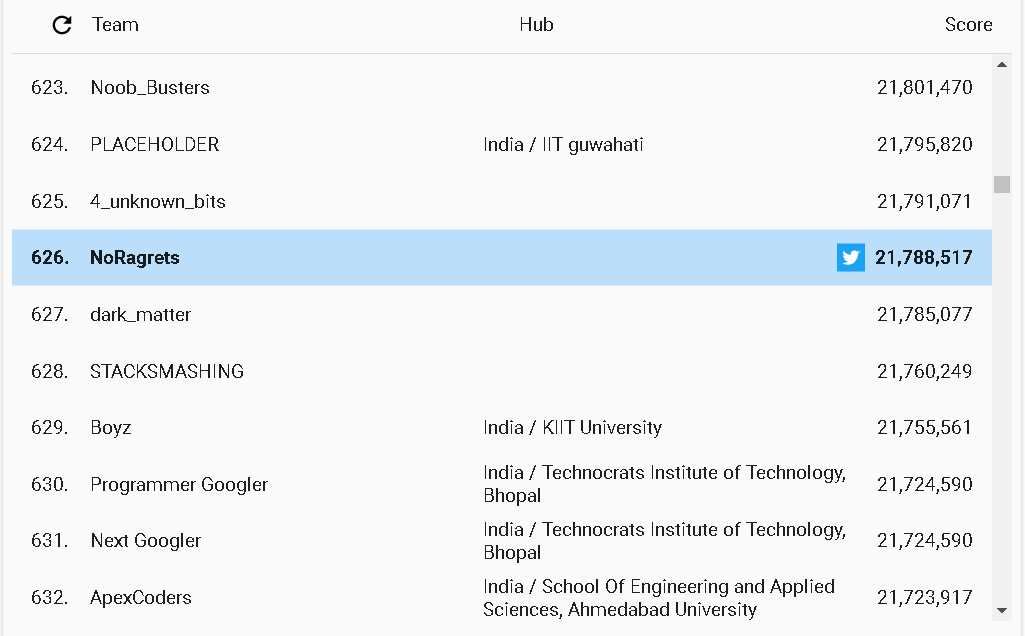 Team Hub Score
623. Noob_Busters 21,801,470
624. PLACEHOLDER India / IIT guwahati 21,795,820
625. 4_unknown_bits 21,791,071
626. NoRagrets 21,788,517
627. dark_matter 21,785,077
628. STACKSMASHING 21,760,249
629. Boyz India / KIIT University 21,755,561
630. Programmer Googler India / Technocrats Institute of Technology, 21,724,590
Bhopal
631. Next Googler India / Technocrats Institute of Technology, 21,724,590
Bhopal
632. ApexCoders India / School Of Engineering and Applied 21,723,917
Sciences, Ahmedabad University